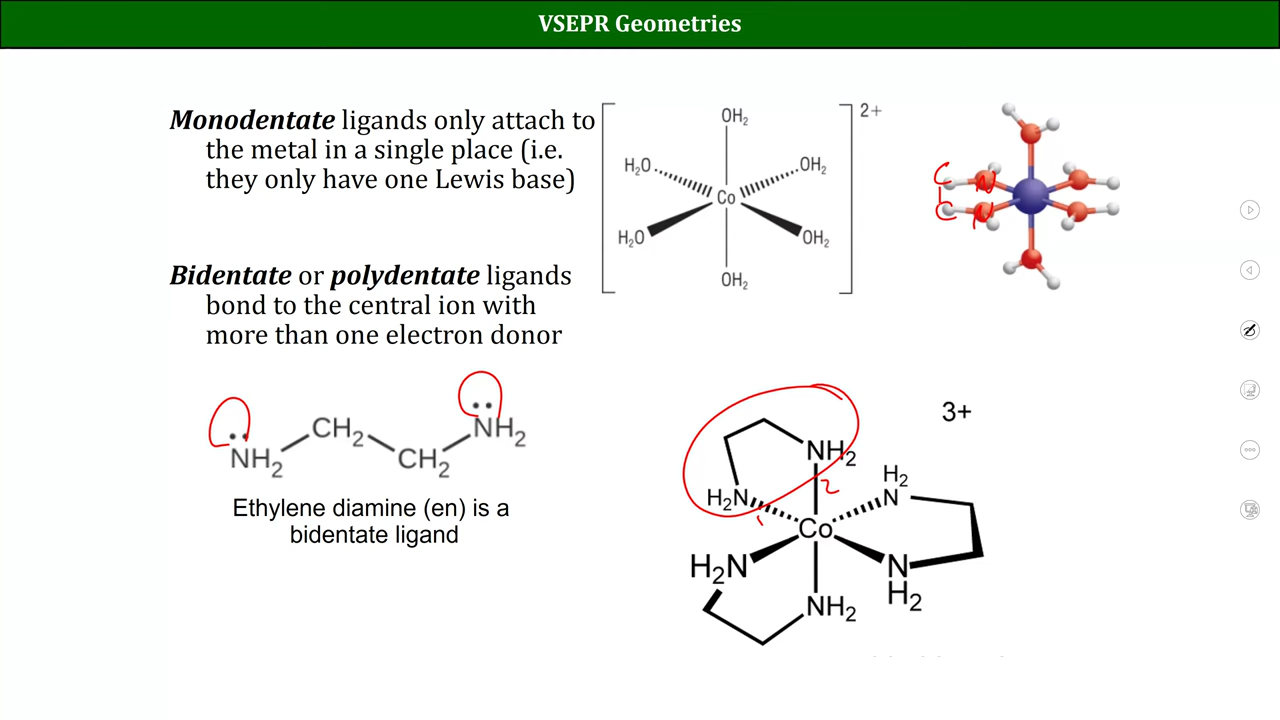 VSEPR Geometries
Monodentate ligands only attach to
the metal in a single place (i.e.
they only have one Lewis base)
Bidentate or polydentate ligands
bond to the central ion with
more than one electron donor
OH₂
H₂O
OH₂
Co
H₂O
OH₂
OH₂
2+
C
N
C
N
NH₂
CH₂
CH₂
NH₂
Ethylene diamine (en) is a
bidentate ligand
3+
NH₂
2
H₂N
1
H₂
N
Co
H₂N
N
H₂
NH₂